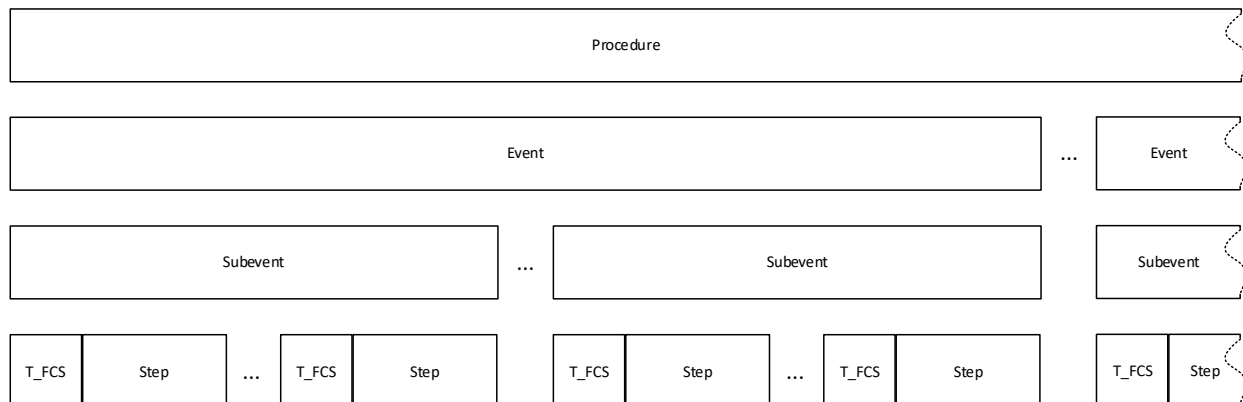 Procedure
Event ... Event
Subevent ... Subevent Subevent
T_FCS Step ... T_FCS Step T_FCS Step ... T_FCS Step T_FCS Step